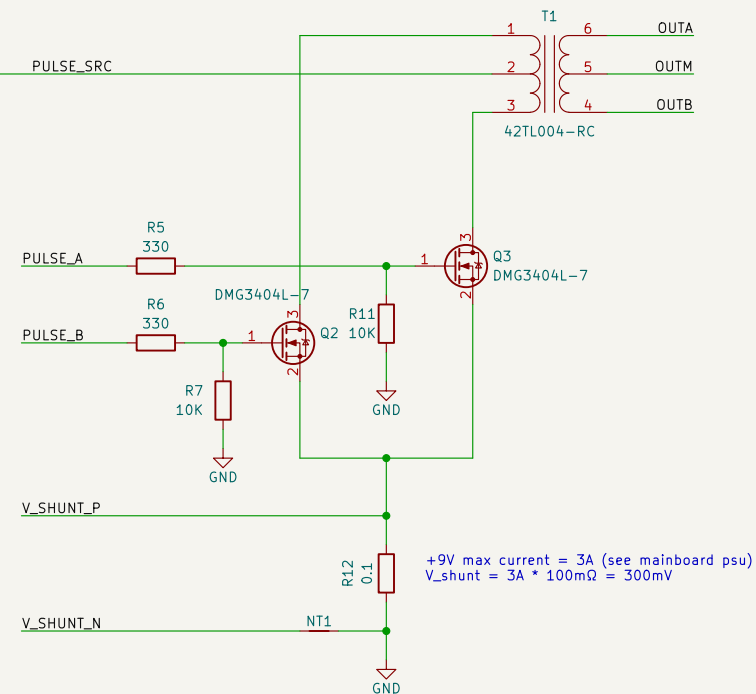 T1
1
6
OUTA
PULSE_SRC
2
5
OUTM
3
4
OUTB
42TL004-RC
R5
330
PULSE_A
1
3
Q3
DMG3404L-7
2
R6
330
DMG3404L-7
PULSE_B
1
3
Q2
2
R11
10K
GND
R7
10K
GND
V_SHUNT_P
R12
0.1
+9V max current = 3A (see mainboard psu)
V_shunt = 3A * 100mΩ = 300mV
V_SHUNT_N
NT1
GND